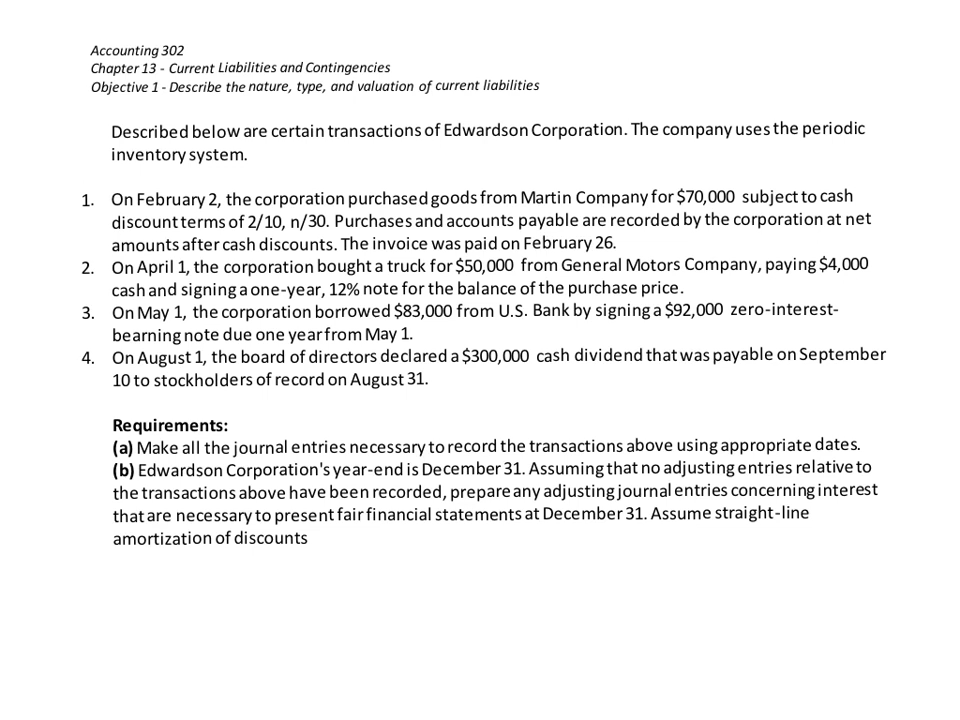 Accounting 302
Chapter 13 - Current Liabilities and Contingencies
Objective 1 - Describe the nature, type, and valuation of current liabilities
Described below are certain transactions of Edwardson Corporation. The company uses the periodic
inventory system.
1. On February 2, the corporation purchased goods from Martin Company for $70,000 subject to cash
discount terms of 2/10, n/30. Purchases and accounts payable are recorded by the corporation at net
amounts after cash discounts. The invoice was paid on February 26.
2. On April 1, the corporation bought a truck for $50,000 from General Motors Company, paying $4,000
cash and signing a one-year, 12% note for the balance of the purchase price.
3. On May 1, the corporation borrowed $83,000 from U.S. Bank by signing a $92,000 zero-interest-
bearning note due one year from May 1.
4. On August 1, the board of directors declared a $300,000 cash dividend that was payable on September
10 to stockholders of record on August 31.
Requirements:
(a) Make all the journal entries necessary to record the transactions above using appropriate dates.
(b) Edwardson Corporation's year-end is December 31. Assuming that no adjusting entries relative to
the transactions above have been recorded, prepare any adjusting journal entries concerning interest
that are necessary to present fair financial statements at December 31. Assume straight-line
amortization of discounts